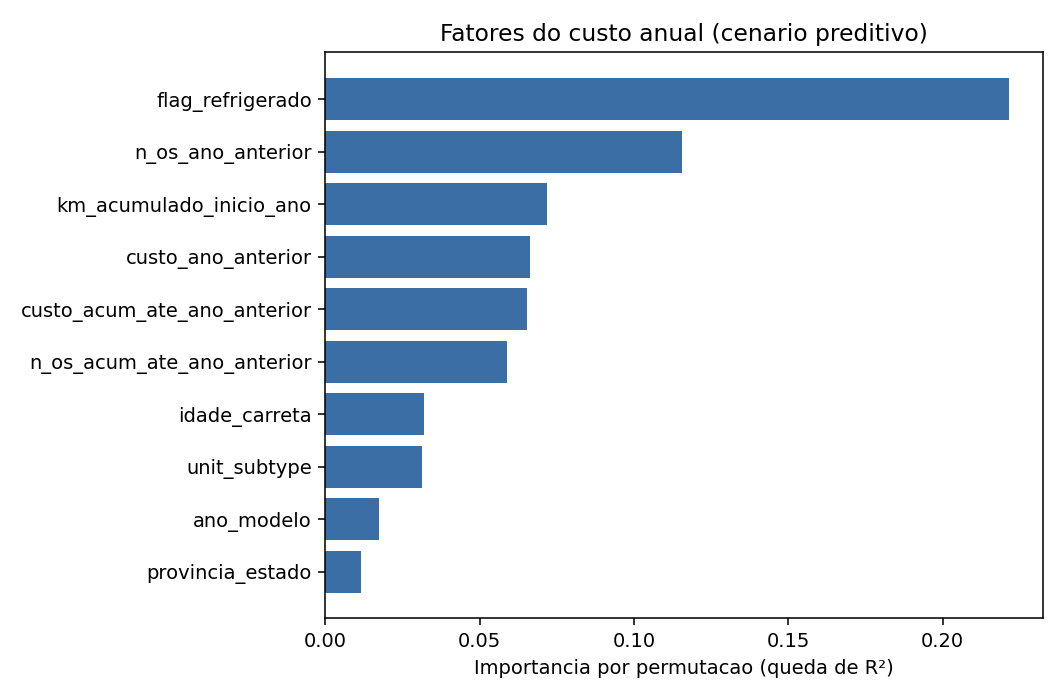 Fatores do custo anual (cenario preditivo)
flag_refrigerado
n_os_ano_anterior
km_acumulado_inicio_ano
custo_ano_anterior
custo_acum_ate_ano_anterior
n_os_acum_ate_ano_anterior
idade_carreta
unit_subtype
ano_modelo
provincia_estado
0.00 0.05 0.10 0.15 0.20
Importancia por permutacao (queda de R²)